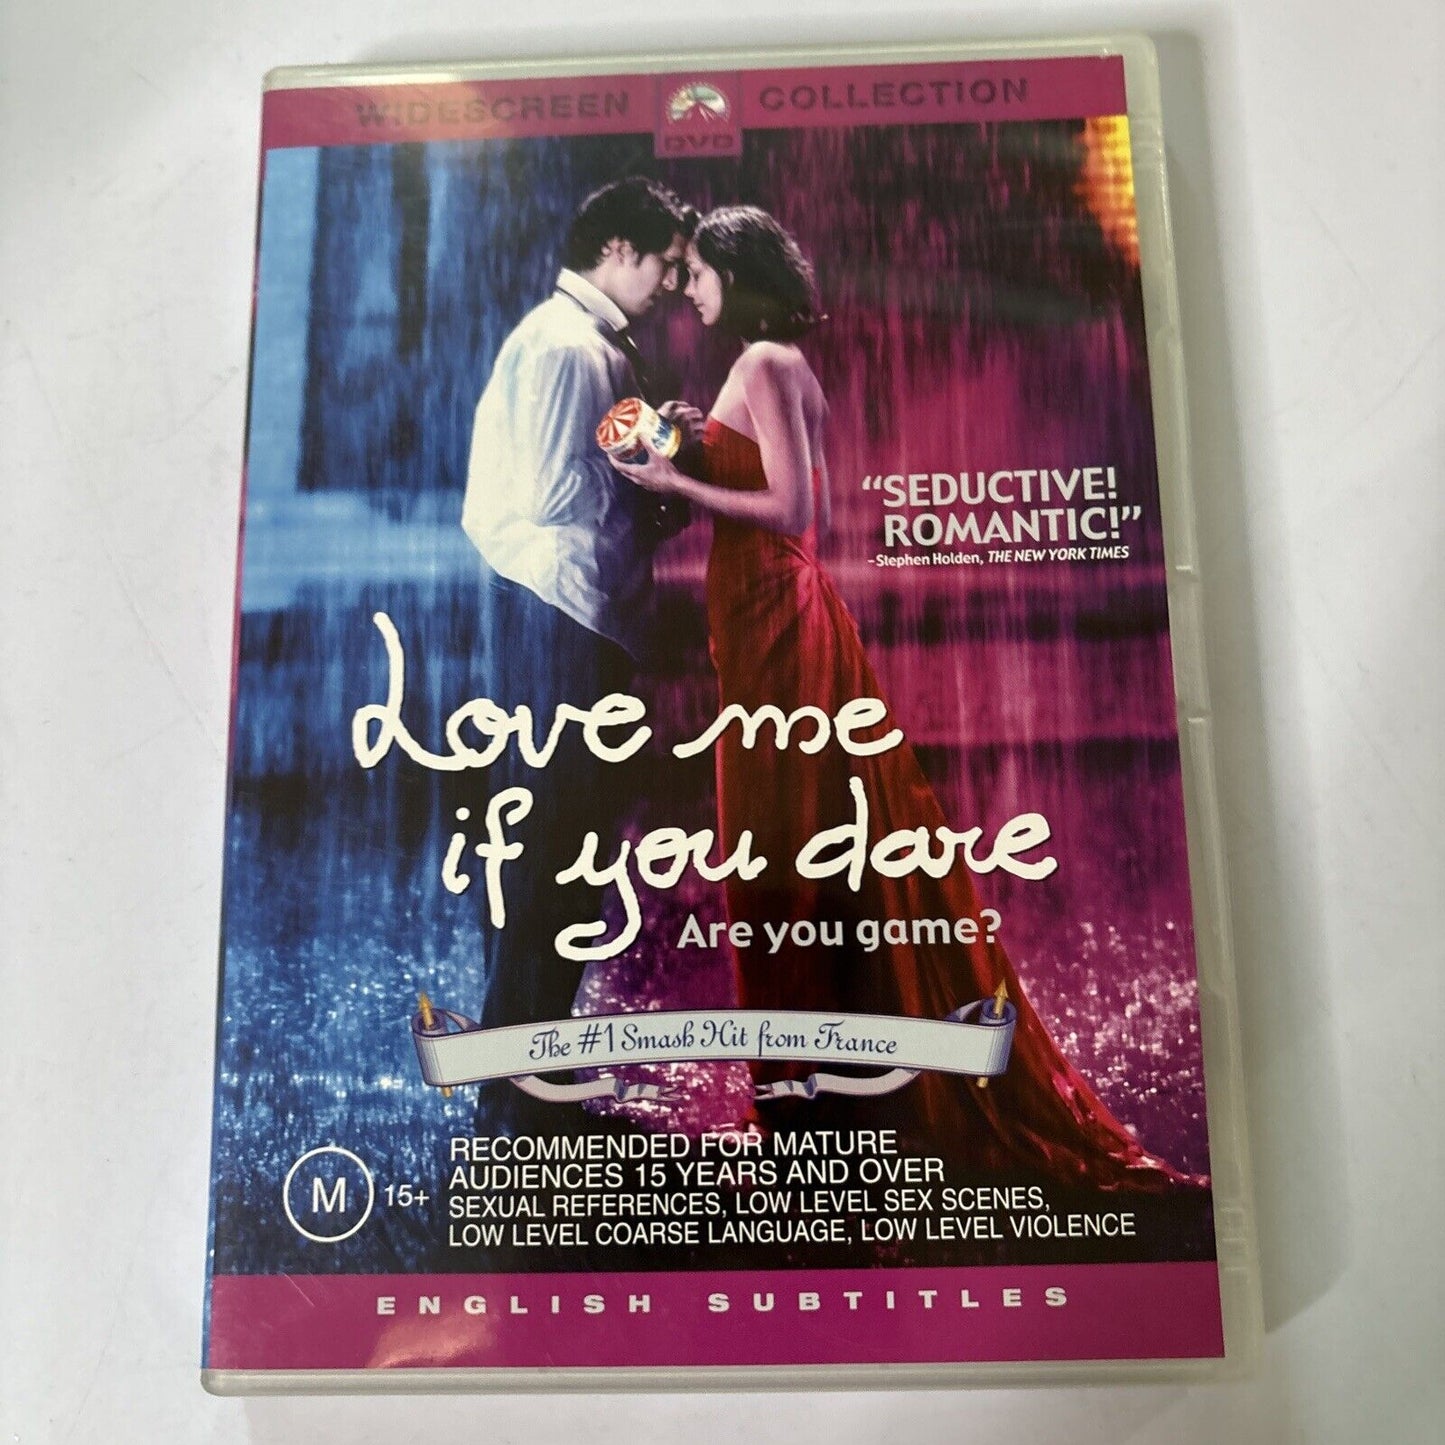 WIDESCREEN DVD COLLECTION
“SEDUCTIVE!
ROMANTIC!”
–Stephen Holden, THE NEW YORK TIMES
Love me
if you dare
Are you game?
The #1 Smash Hit from France
M 15+
RECOMMENDED FOR MATURE
AUDIENCES 15 YEARS AND OVER
SEXUAL REFERENCES, LOW LEVEL SEX SCENES,
LOW LEVEL COARSE LANGUAGE, LOW LEVEL VIOLENCE
ENGLISH SUBTITLES